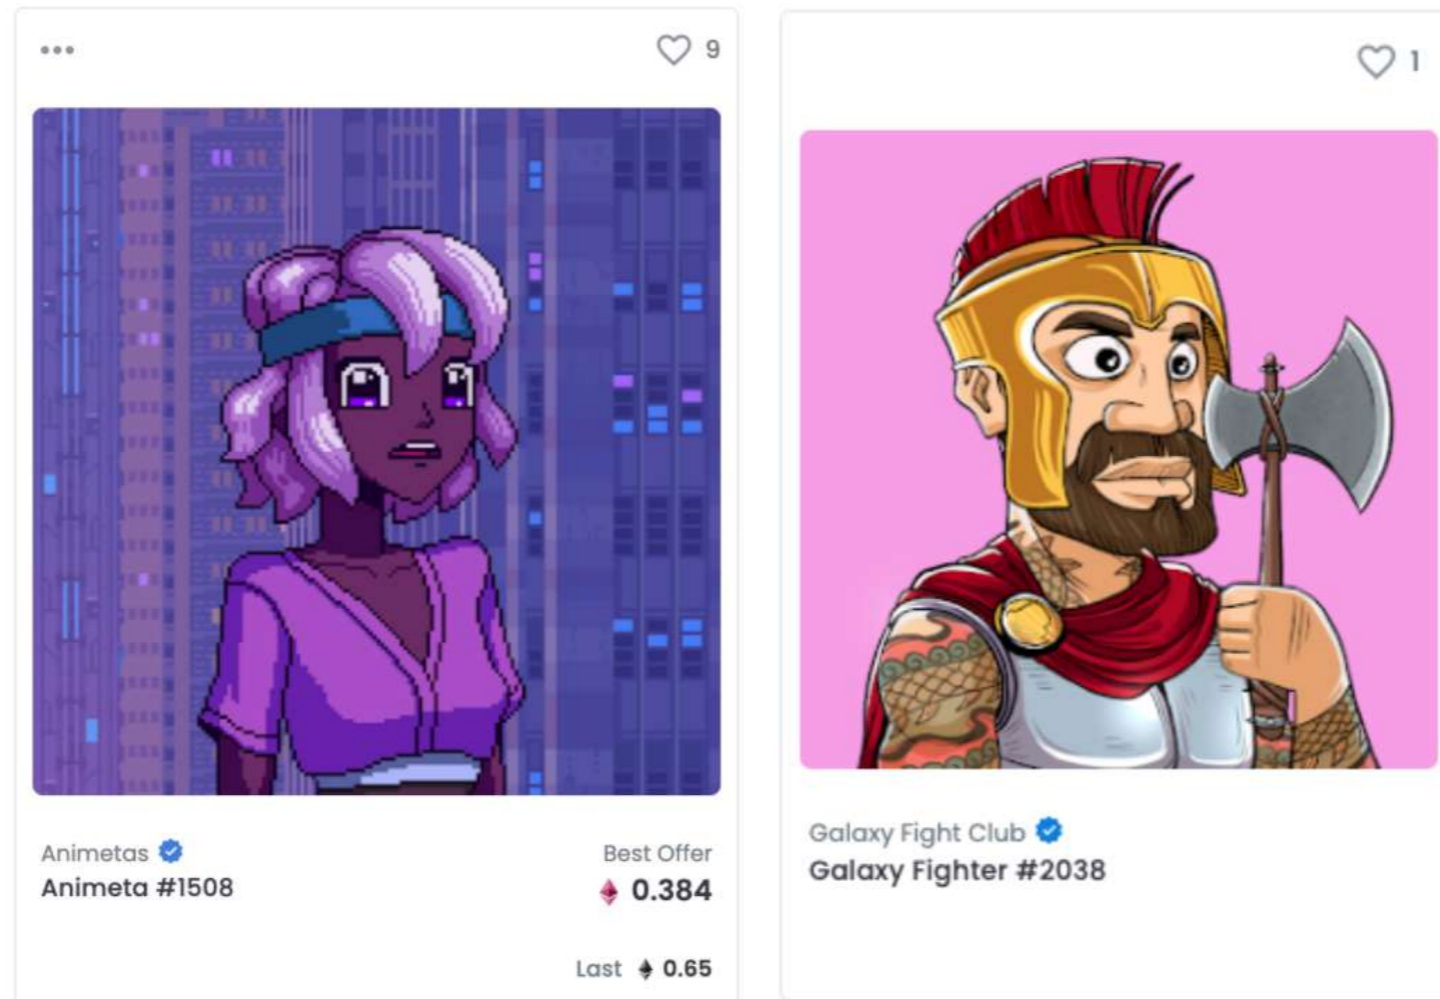 9
Animetas
Animeta #1508
Best Offer
0.384
Last 0.65
1
Galaxy Fight Club
Galaxy Fighter #2038